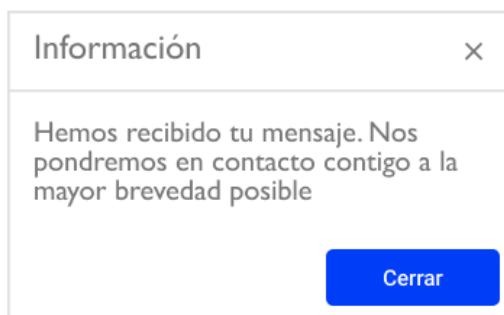 Información
Hemos recibido tu mensaje. Nos
pondremos en contacto contigo a la
mayor brevedad posible
Cerrar